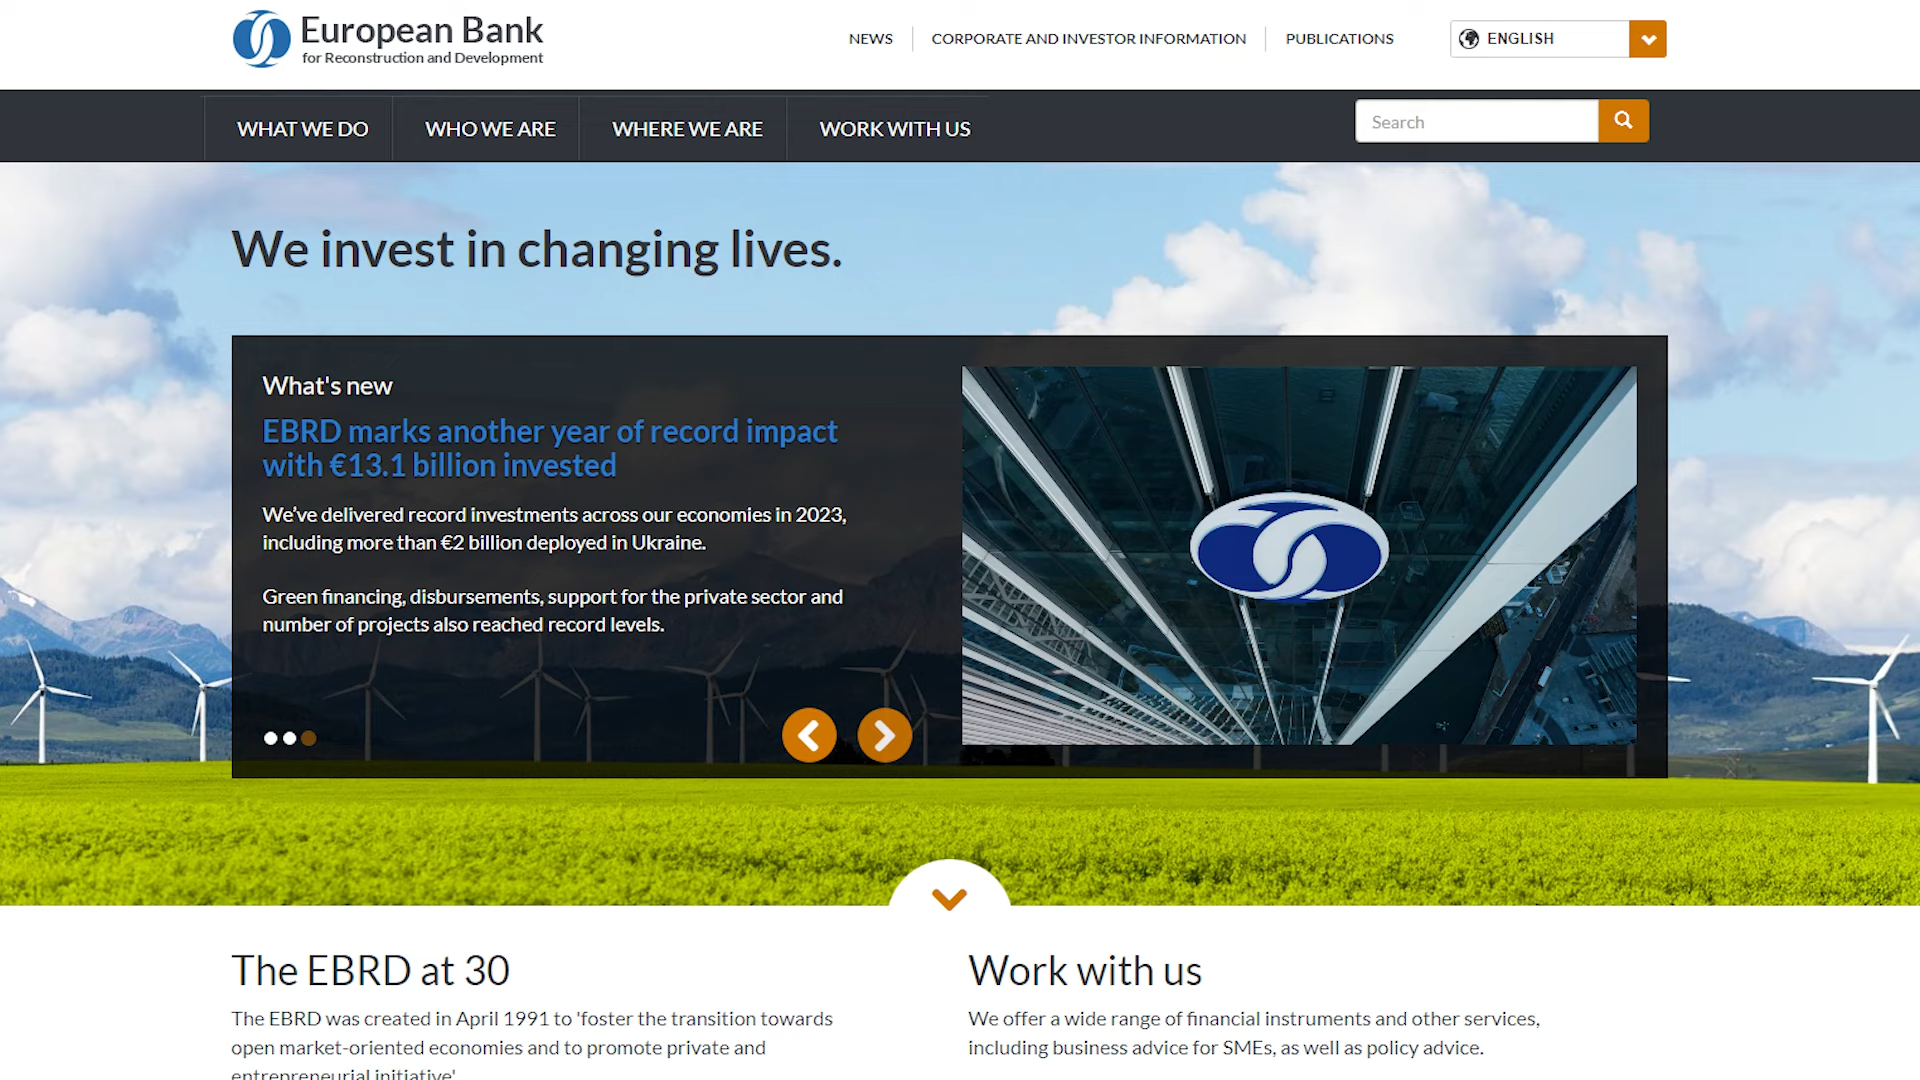 European Bank
for Reconstruction and Development
NEWS
CORPORATE AND INVESTOR INFORMATION
PUBLICATIONS
ENGLISH
WHAT WE DO
WHO WE ARE
WHERE WE ARE
WORK WITH US
Search
We invest in changing lives.
What's new
EBRD marks another year of record impact
with €13.1 billion invested
We've delivered record investments across our economies in 2023,
including more than €2 billion deployed in Ukraine.
Green financing, disbursements, support for the private sector and
number of projects also reached record levels.
The EBRD at 30
The EBRD was created in April 1991 to 'foster the transition towards
open market-oriented economies and to promote private and
entrepreneurial initiative'
Work with us
We offer a wide range of financial instruments and other services,
including business advice for SMEs, as well as policy advice.